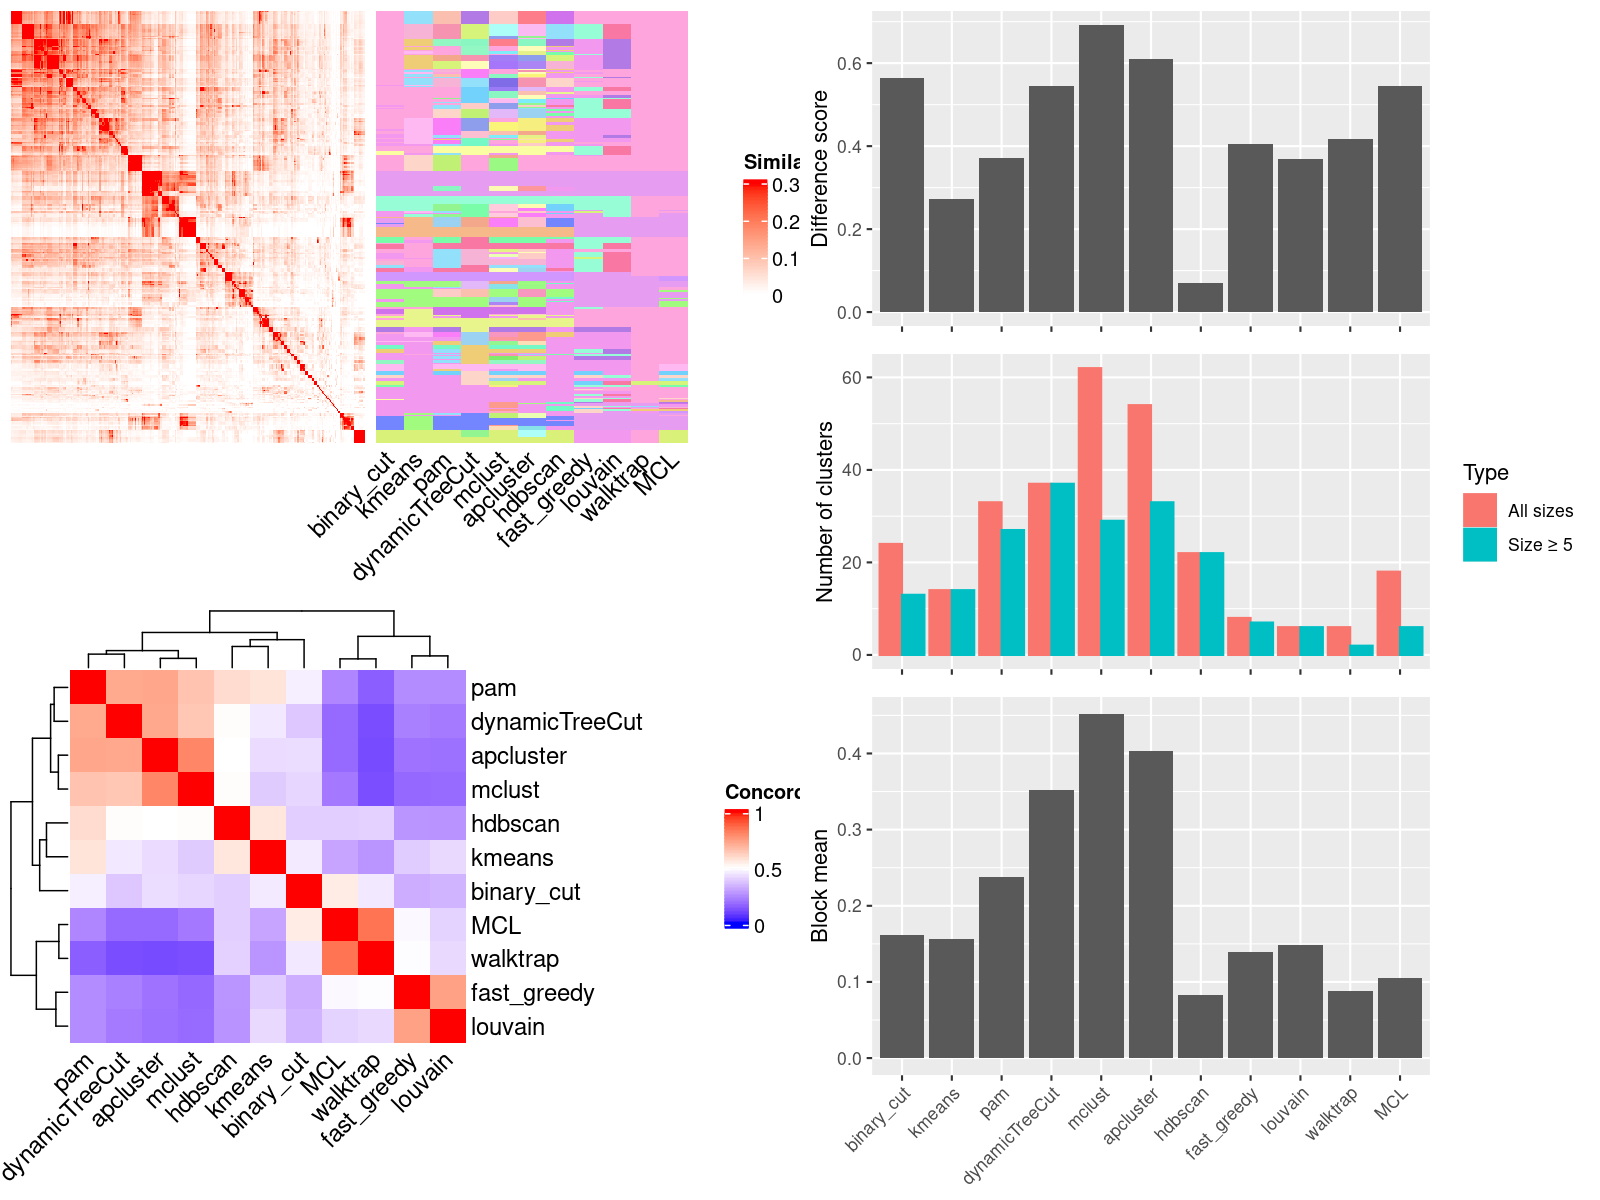 Simila
0.3
0.2
0.1
0
binary_cut
kmeans
pam
dynamicTreeCut
mclust
apcluster
hdbscan
fast_greedy
louvain
walktrap
MCL
pam
dynamicTreeCut
apcluster
mclust
hdbscan
kmeans
binary_cut
MCL
walktrap
fast_greedy
louvain
pam
dynamicTreeCut
apcluster
mclust
hdbscan
kmeans
binary_cut
MCL
walktrap
fast_greedy
louvain
Concor
1
0.5
0
Difference score
0.6
0.4
0.2
0.0
Number of clusters
60
40
20
0
Type
All sizes
Size ≥ 5
Block mean
0.4
0.3
0.2
0.1
0.0
binary_cut
kmeans
pam
dynamicTreeCut
mclust
apcluster
hdbscan
fast_greedy
louvain
walktrap
MCL